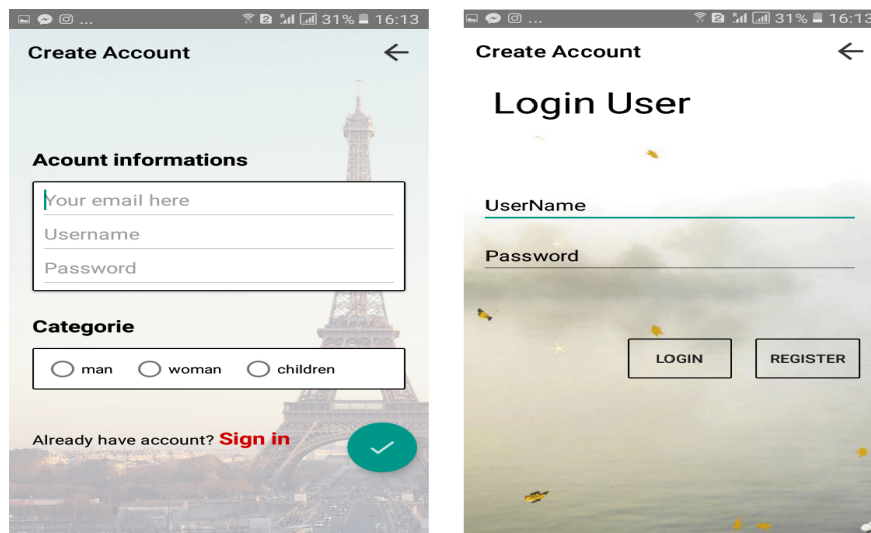 ... 31% 16:13
Create Account
Acount informations
Your email here
Username
Password
Categorie
man woman children
Already have account? Sign in
... 31% 16:13
Create Account
Login User
UserName
Password
LOGIN REGISTER